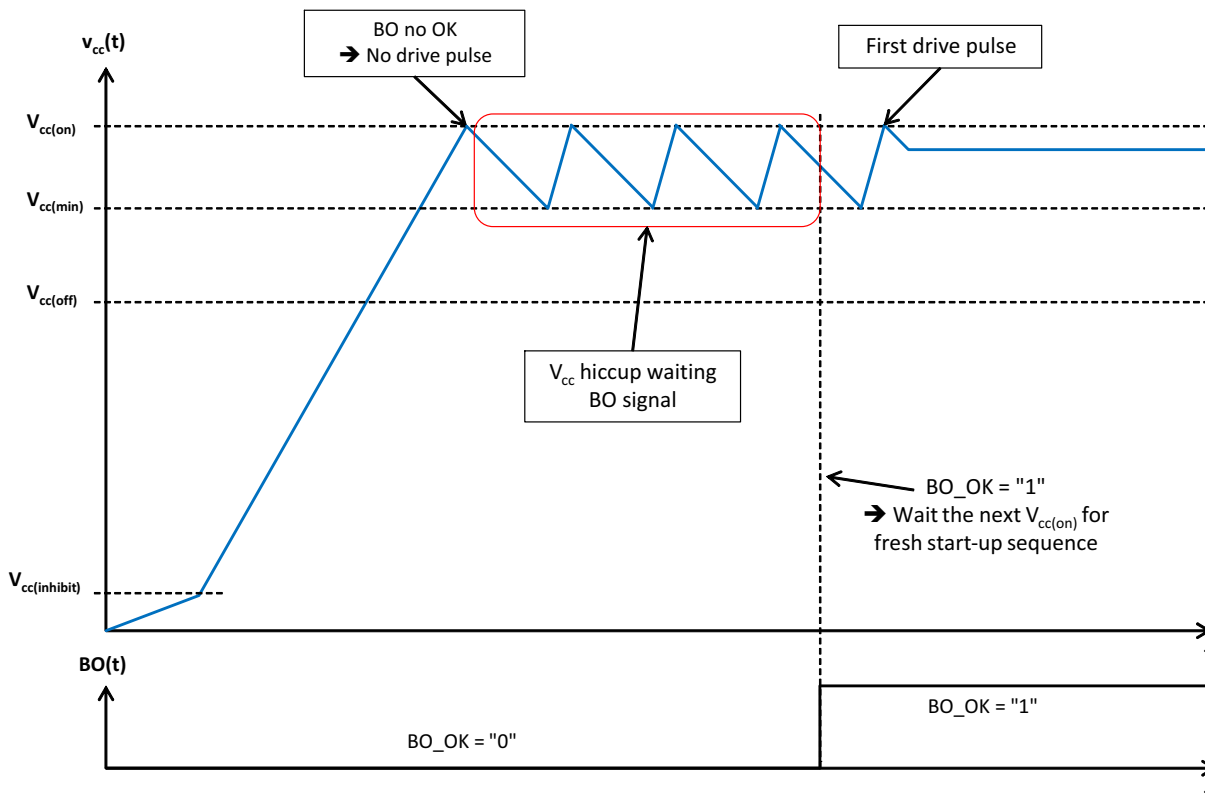 BO no OK
➔ No drive pulse
First drive pulse
vcc(t)
Vcc(on)
Vcc(min)
Vcc(off)
Vcc hiccup waiting
BO signal
BO_OK = "1"
➔ Wait the next Vcc(on) for
fresh start-up sequence
Vcc(inhibit)
BO(t)
BO_OK = "1"
BO_OK = "0"